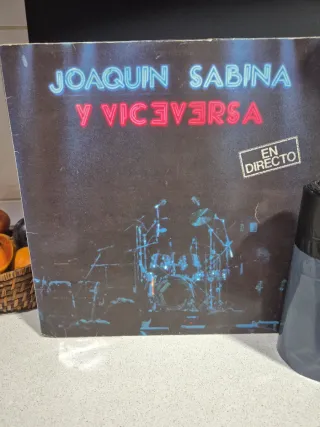 JOAQUIN SABINA
Y VICEVERSA
EN
DIRECTO